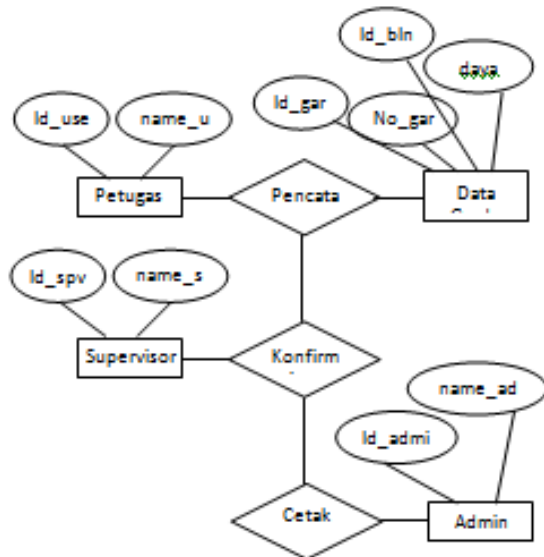 Id_bln
daya
Id_gar
No_gar
Id_use
name_u
Petugas
Pencata
Data
Id_spv
name_s
Supervisor
Konfirm
name_ad
Id_admi
Cetak
Admin